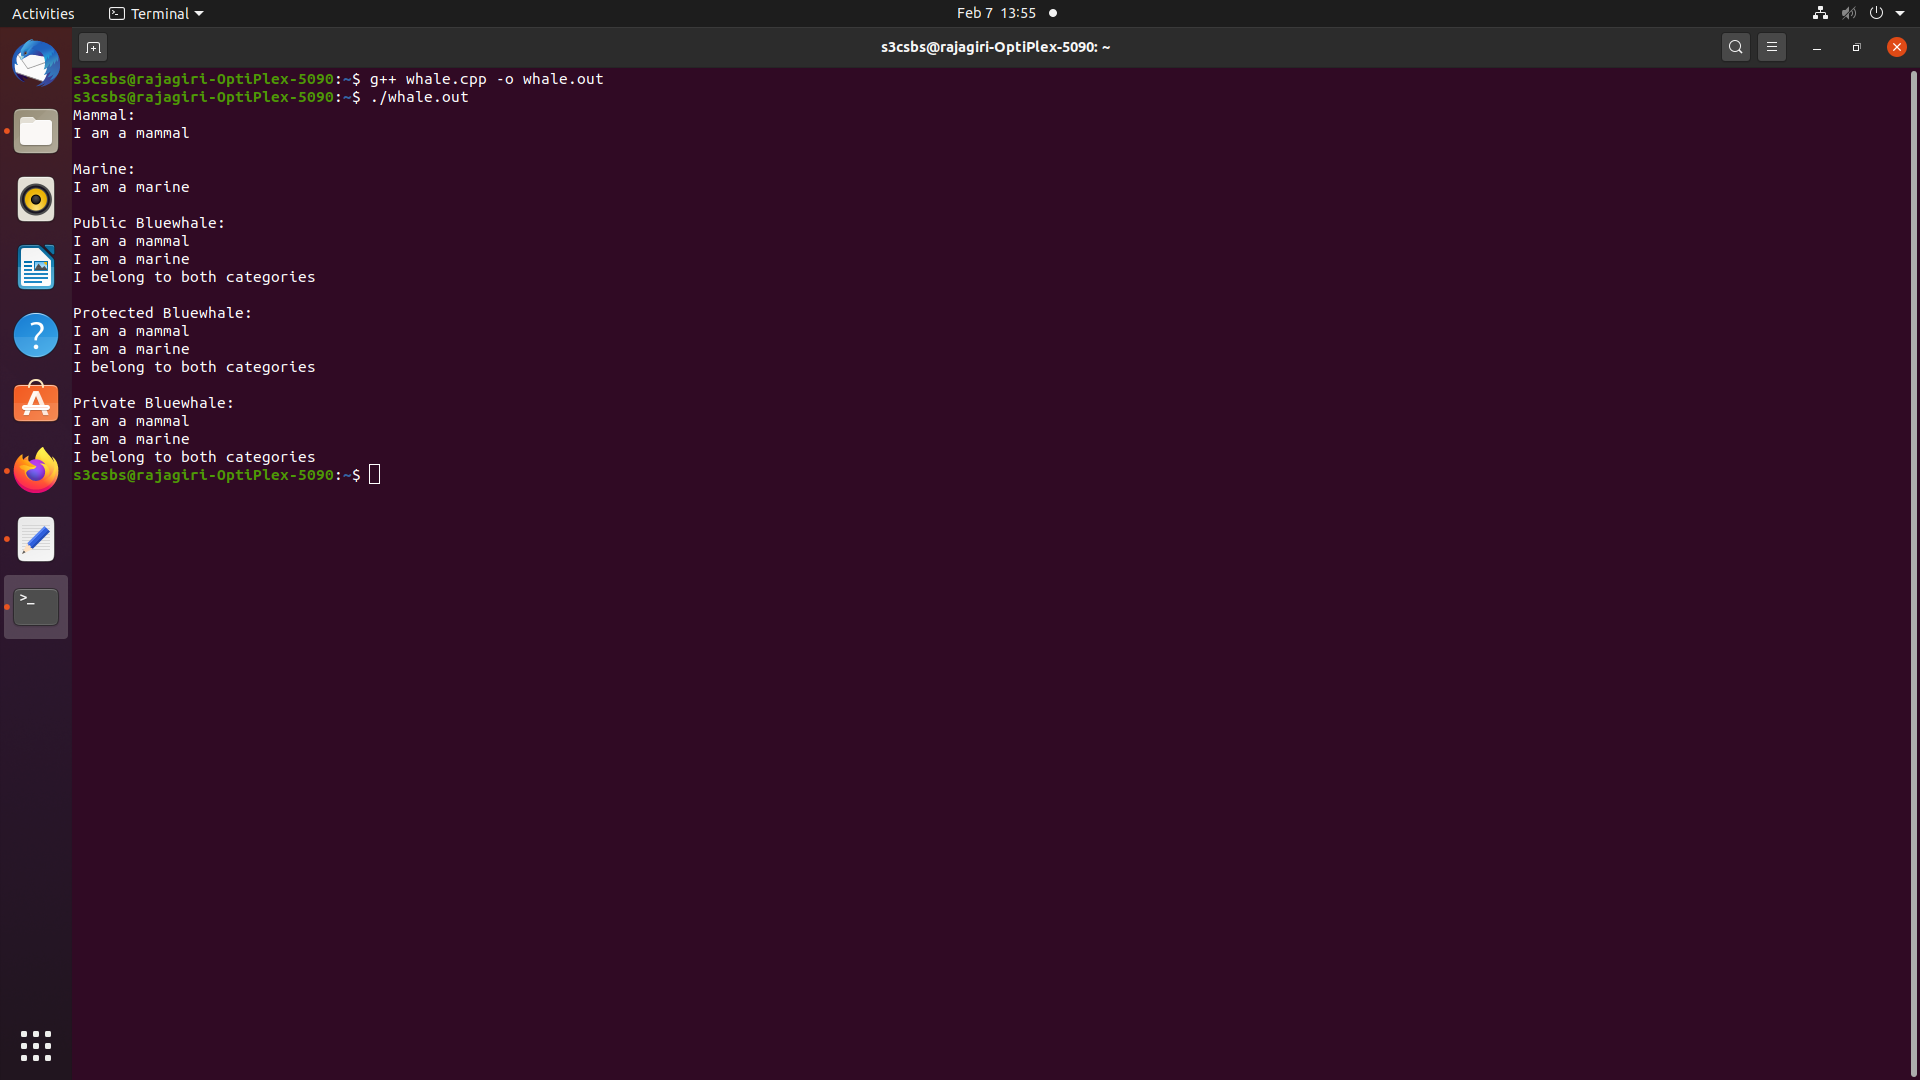 Activities Terminal Feb 7 13:55
s3csbs@rajagiri-OptiPlex-5090: ~
s3csbs@rajagiri-OptiPlex-5090:~$ g++ whale.cpp -o whale.out
s3csbs@rajagiri-OptiPlex-5090:~$ ./whale.out
Mammal:
I am a mammal
Marine:
I am a marine
Public Bluewhale:
I am a mammal
I am a marine
I belong to both categories
Protected Bluewhale:
I am a mammal
I am a marine
I belong to both categories
Private Bluewhale:
I am a mammal
I am a marine
I belong to both categories
s3csbs@rajagiri-OptiPlex-5090:~$